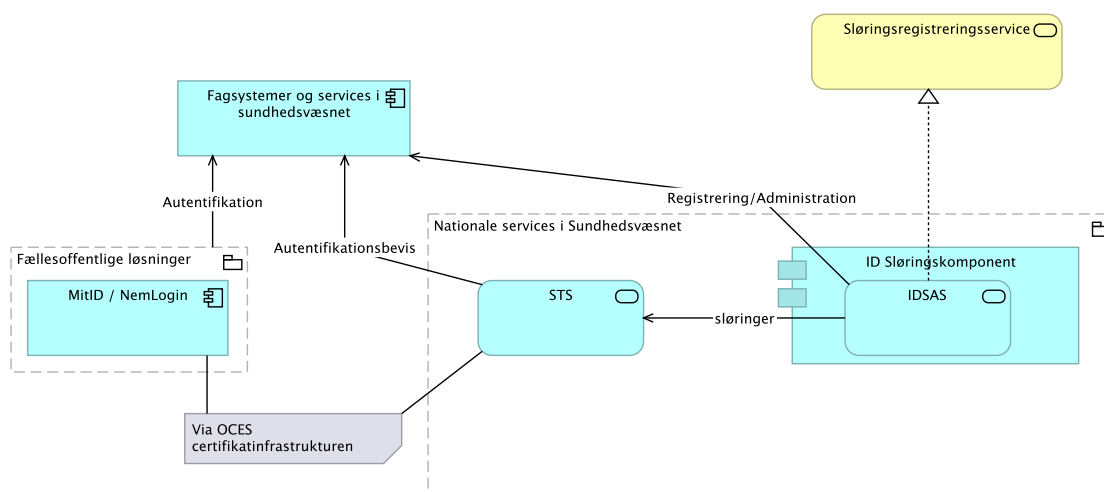 Sløringsregistreringsservice
Fagsystemer og services i
sundhedsvæsnet
Autentifikation
Registrering/Administration
Autentifikationsbevis
Nationale services i Sundhedsvæsnet
Fællesoffentlige løsninger
ID Sløringskomponent
MitID / NemLogin
STS
IDSAS
sløringer
Via OCES
certifikatinfrastrukturen